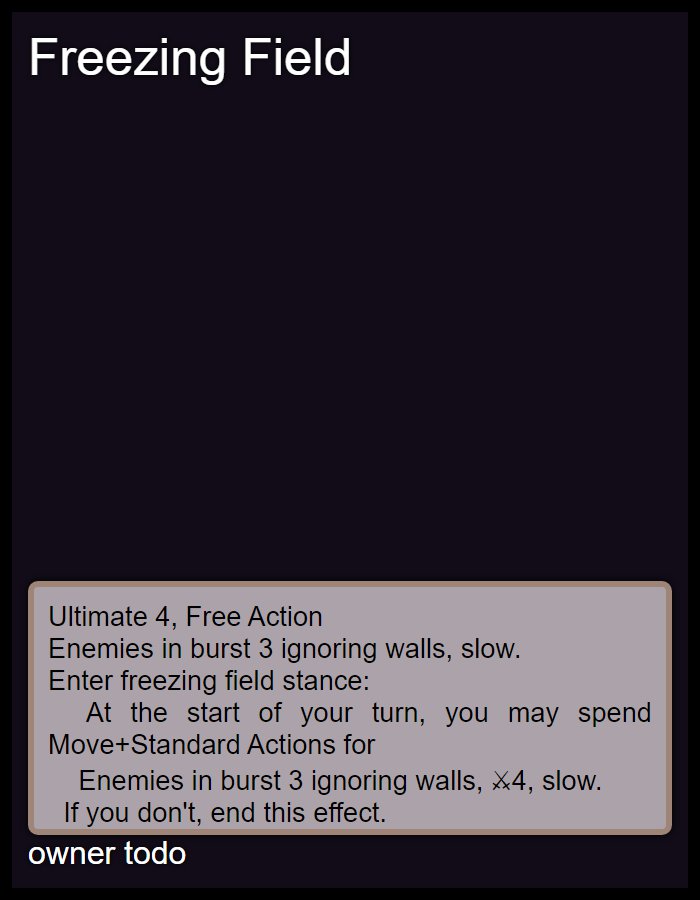 Freezing Field
Ultimate 4, Free Action
Enemies in burst 3 ignoring walls, slow.
Enter freezing field stance:
At the start of your turn, you may spend
Move+Standard Actions for
Enemies in burst 3 ignoring walls, ⚔4, slow.
If you don't, end this effect.
owner todo